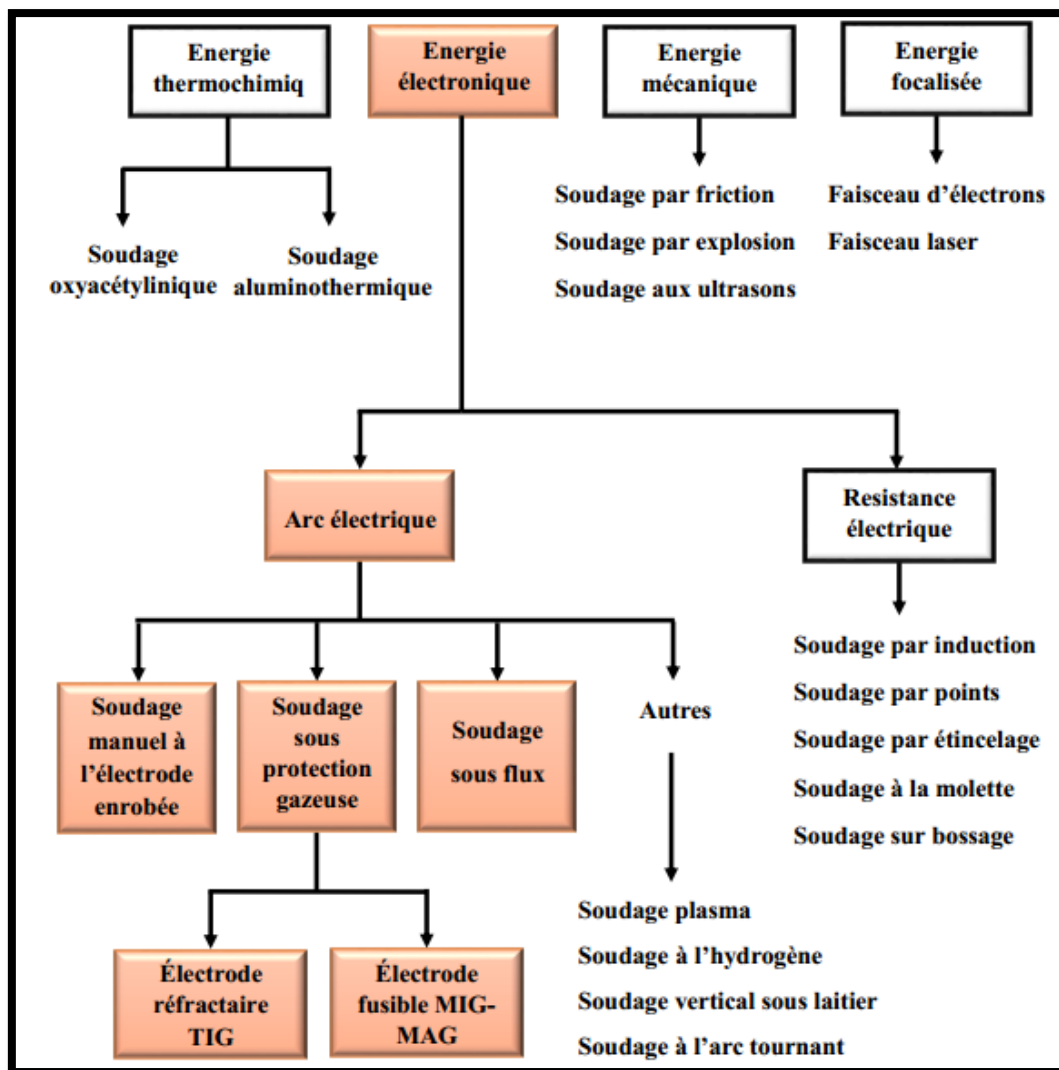 Energie
thermochimiq
Energie
électronique
Energie
mécanique
Energie
focalisée
Soudage
oxyacétylinique
Soudage
aluminothermique
Soudage par friction
Soudage par explosion
Soudage aux ultrasons
Faisceau d’électrons
Faisceau laser
Arc électrique
Resistance
électrique
Soudage
manuel à
l’électrode
enrobée
Soudage
sous
protection
gazeuse
Soudage
sous flux
Autres
Soudage par induction
Soudage par points
Soudage par étincelage
Soudage à la molette
Soudage sur bossage
Électrode
réfractaire
TIG
Électrode
fusible MIG-
MAG
Soudage plasma
Soudage à l’hydrogène
Soudage vertical sous laitier
Soudage à l’arc tournant